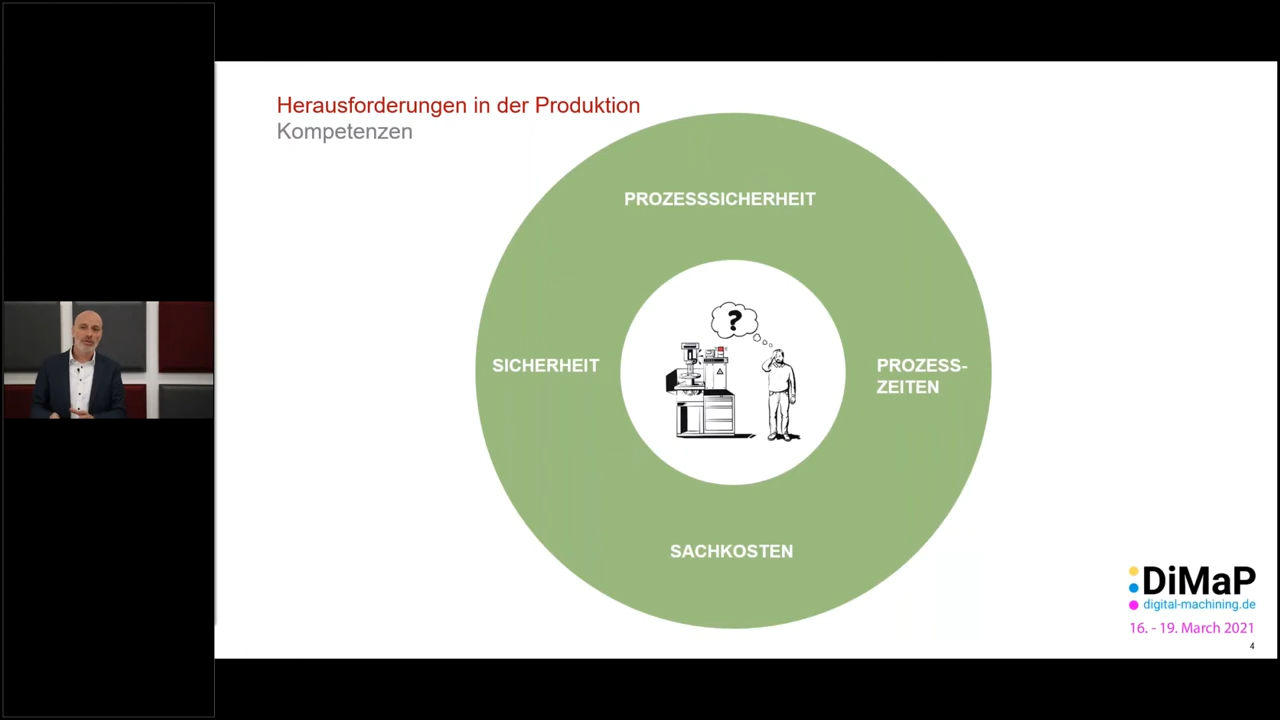 Herausforderungen in der Produktion
Kompetenzen
PROZESSSICHERHEIT
?
SICHERHEIT
PROZESS-
ZEITEN
SACHKOSTEN
DiMaP
digital-machining.de
16. - 19. March 2021
4